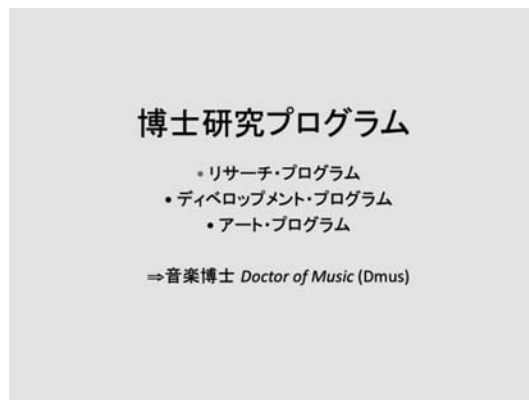 博士研究プログラム
• リサーチ・プログラム
• ディベロップメント・プログラム
• アート・プログラム
⇒音楽博士 Doctor of Music (Dmus)